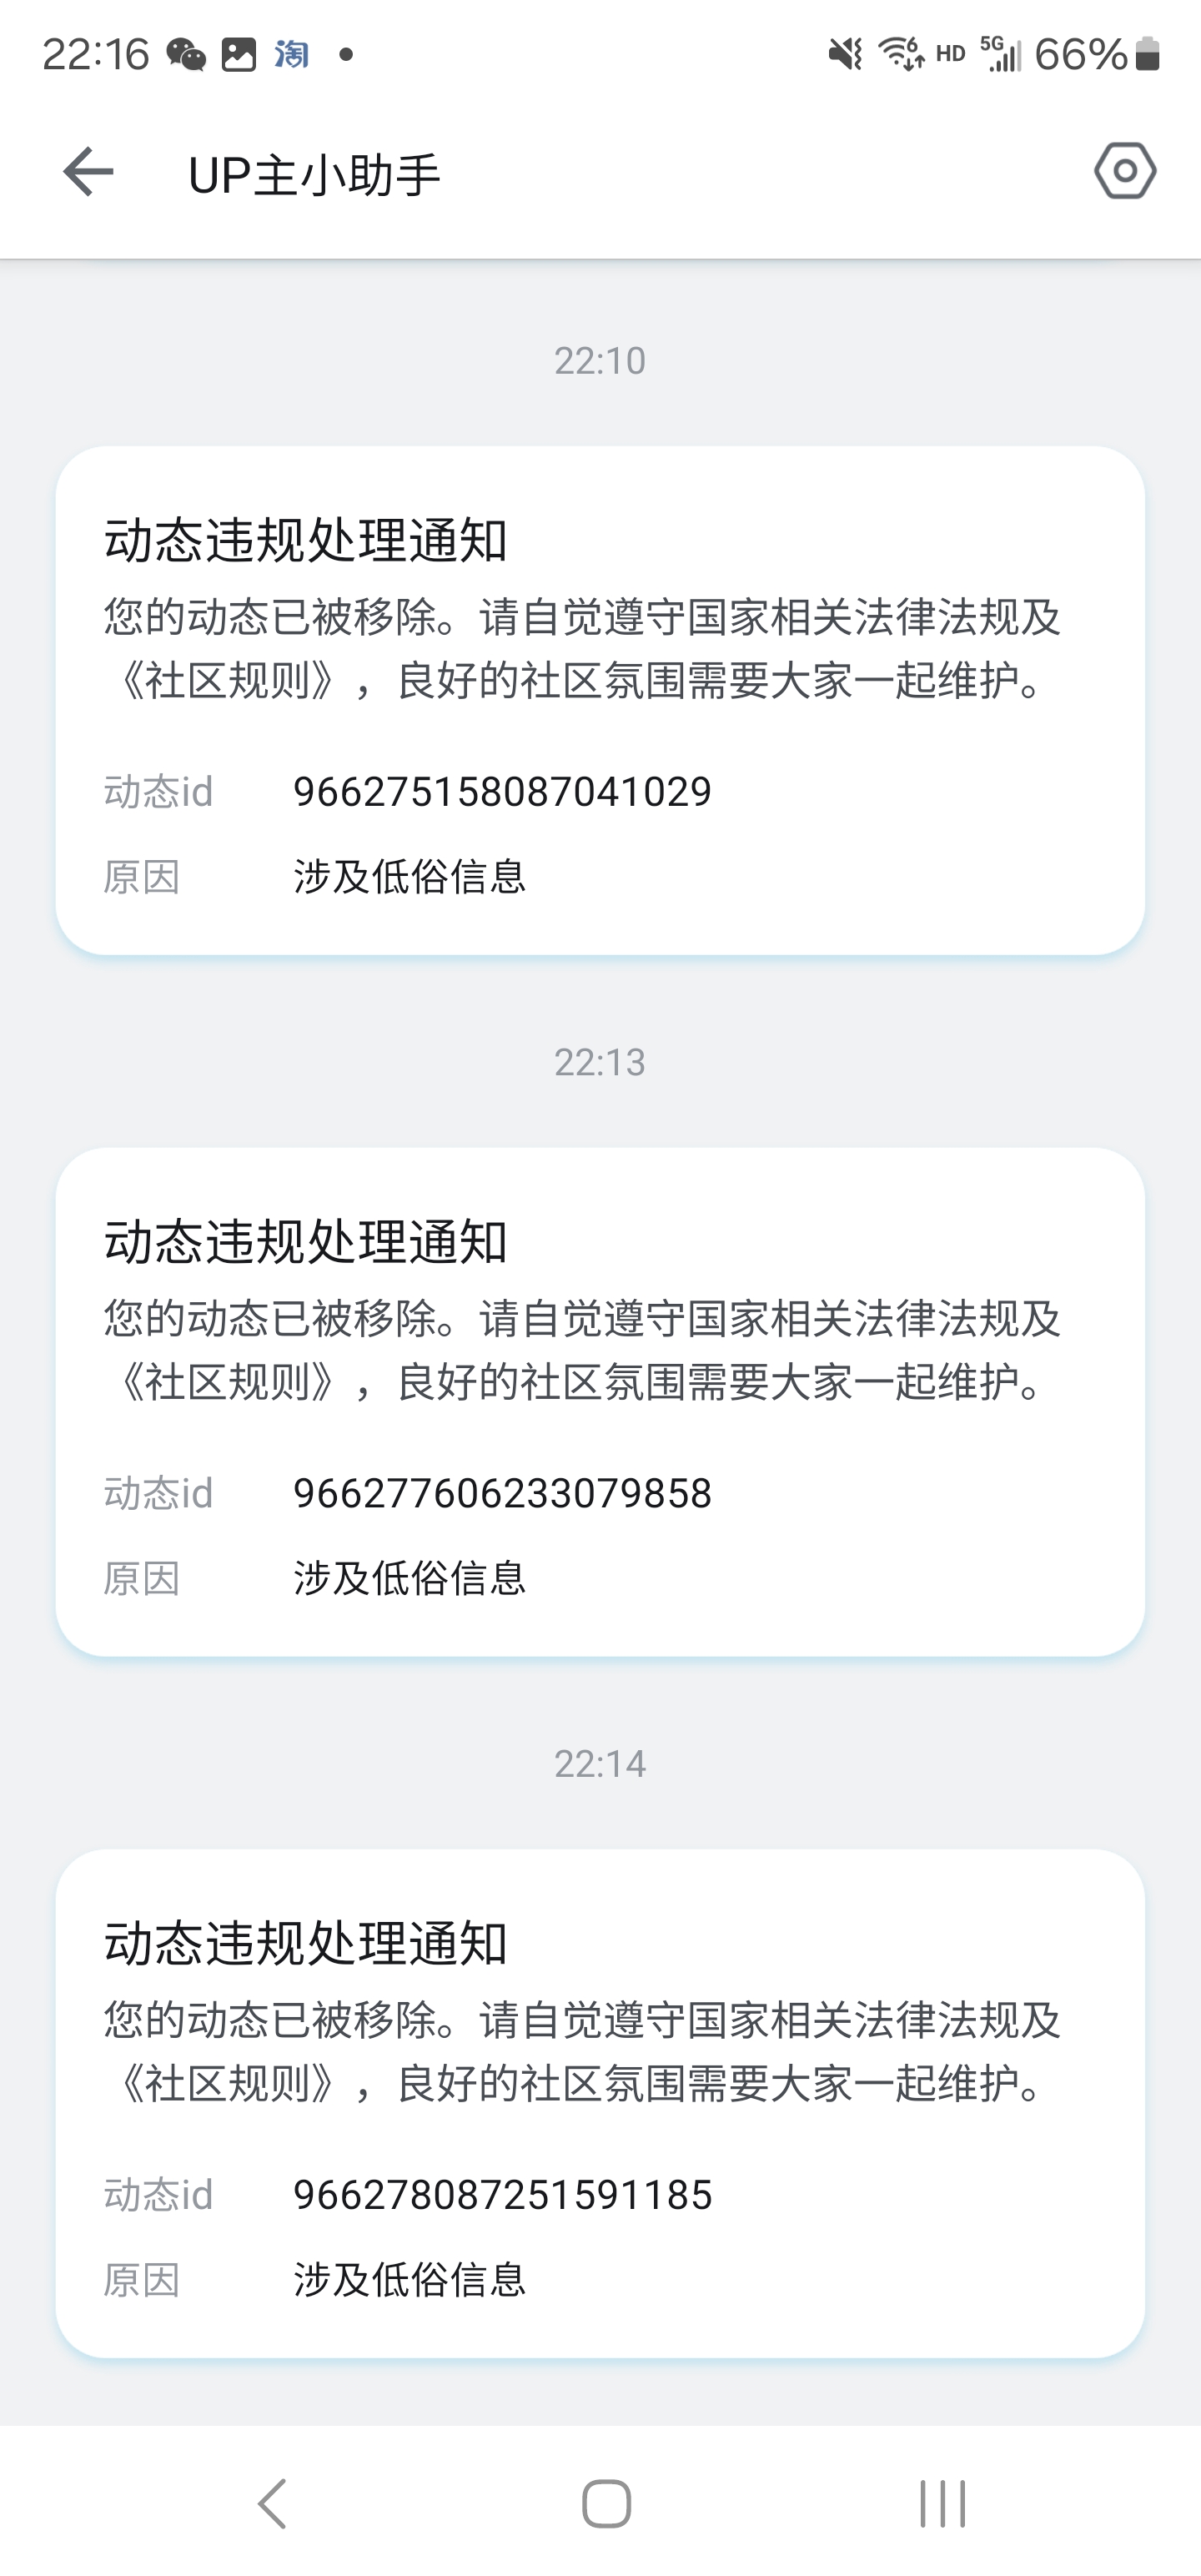 22:16 淘 HD 5G 66%
UP主小助手
22:10
动态违规处理通知
您的动态已被移除。请自觉遵守国家相关法律法规及
《社区规则》，良好的社区氛围需要大家一起维护。
动态id 966275158087041029
原因 涉及低俗信息
22:13
动态违规处理通知
您的动态已被移除。请自觉遵守国家相关法律法规及
《社区规则》，良好的社区氛围需要大家一起维护。
动态id 966277606233079858
原因 涉及低俗信息
22:14
动态违规处理通知
您的动态已被移除。请自觉遵守国家相关法律法规及
《社区规则》，良好的社区氛围需要大家一起维护。
动态id 966278087251591185
原因 涉及低俗信息